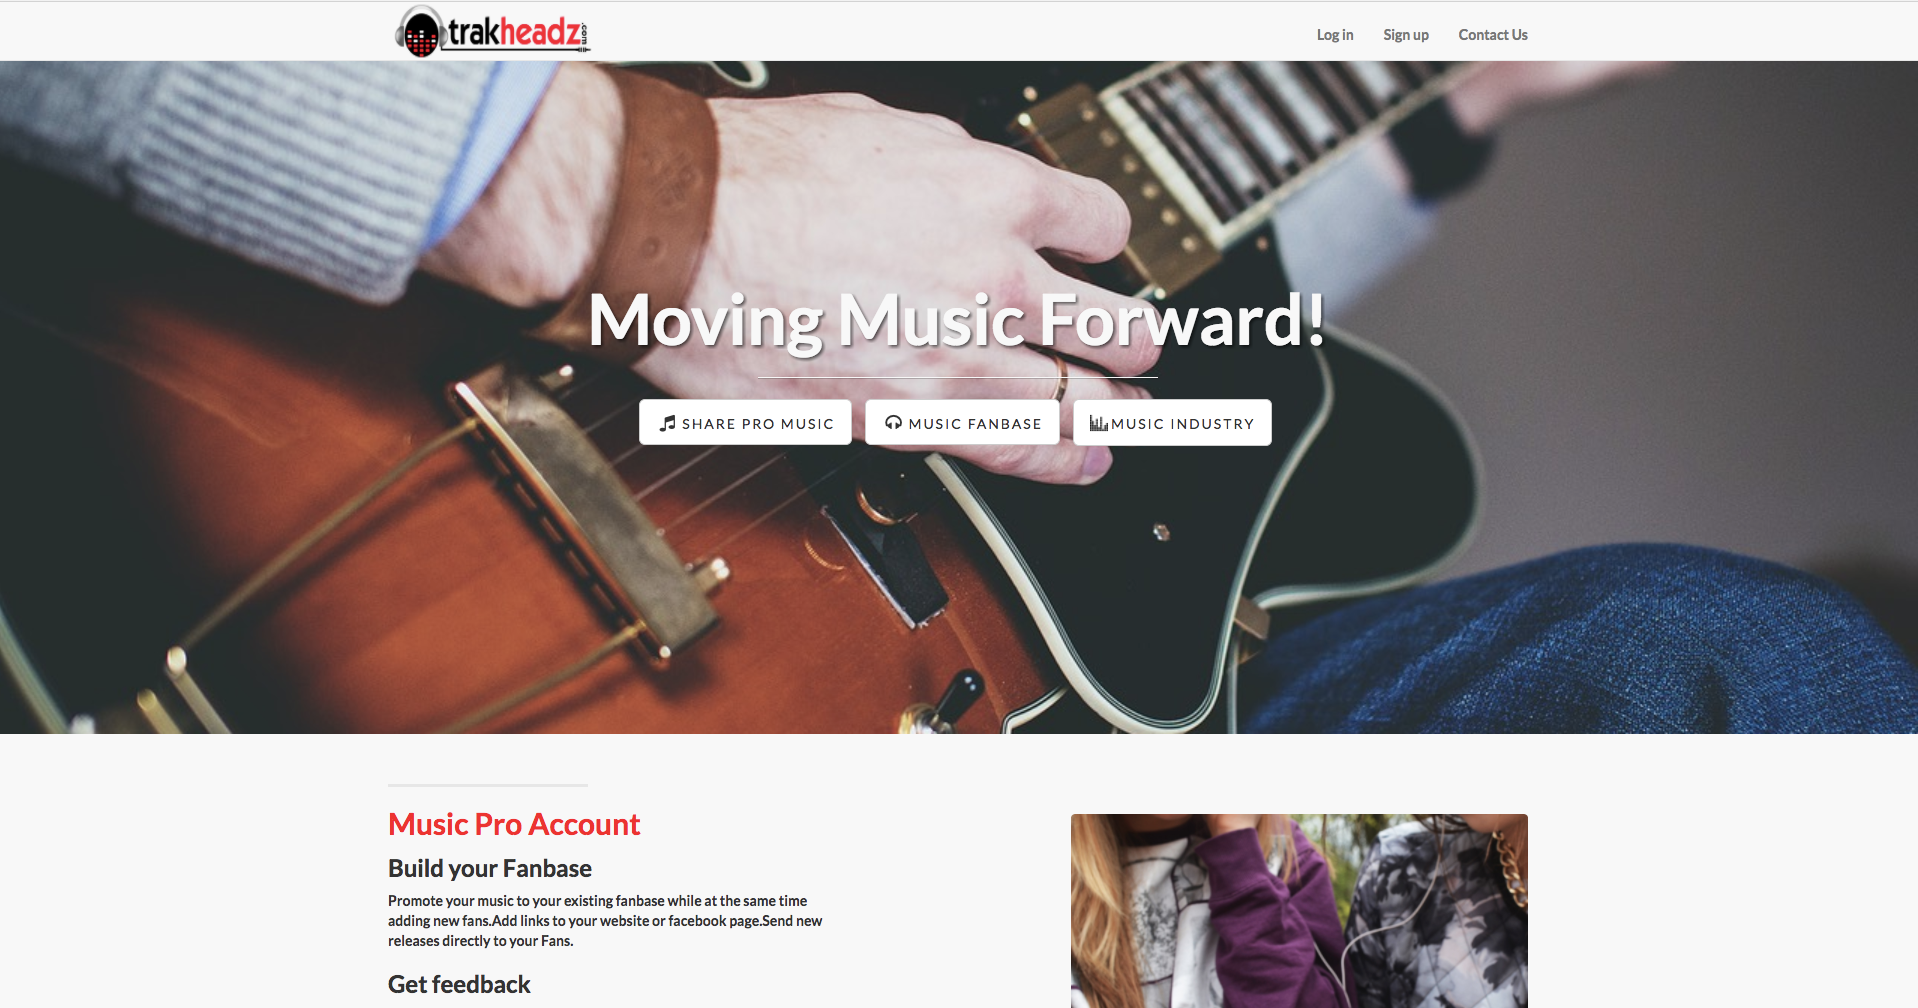 trakheadz.com
Log in Sign up Contact Us
Moving Music Forward!
SHARE PRO MUSIC MUSIC FANBASE MUSIC INDUSTRY
Music Pro Account
Build your Fanbase
Promote your music to your existing fanbase while at the same time
adding new fans.Add links to your website or facebook page.Send new
releases directly to your Fans.
Get feedback